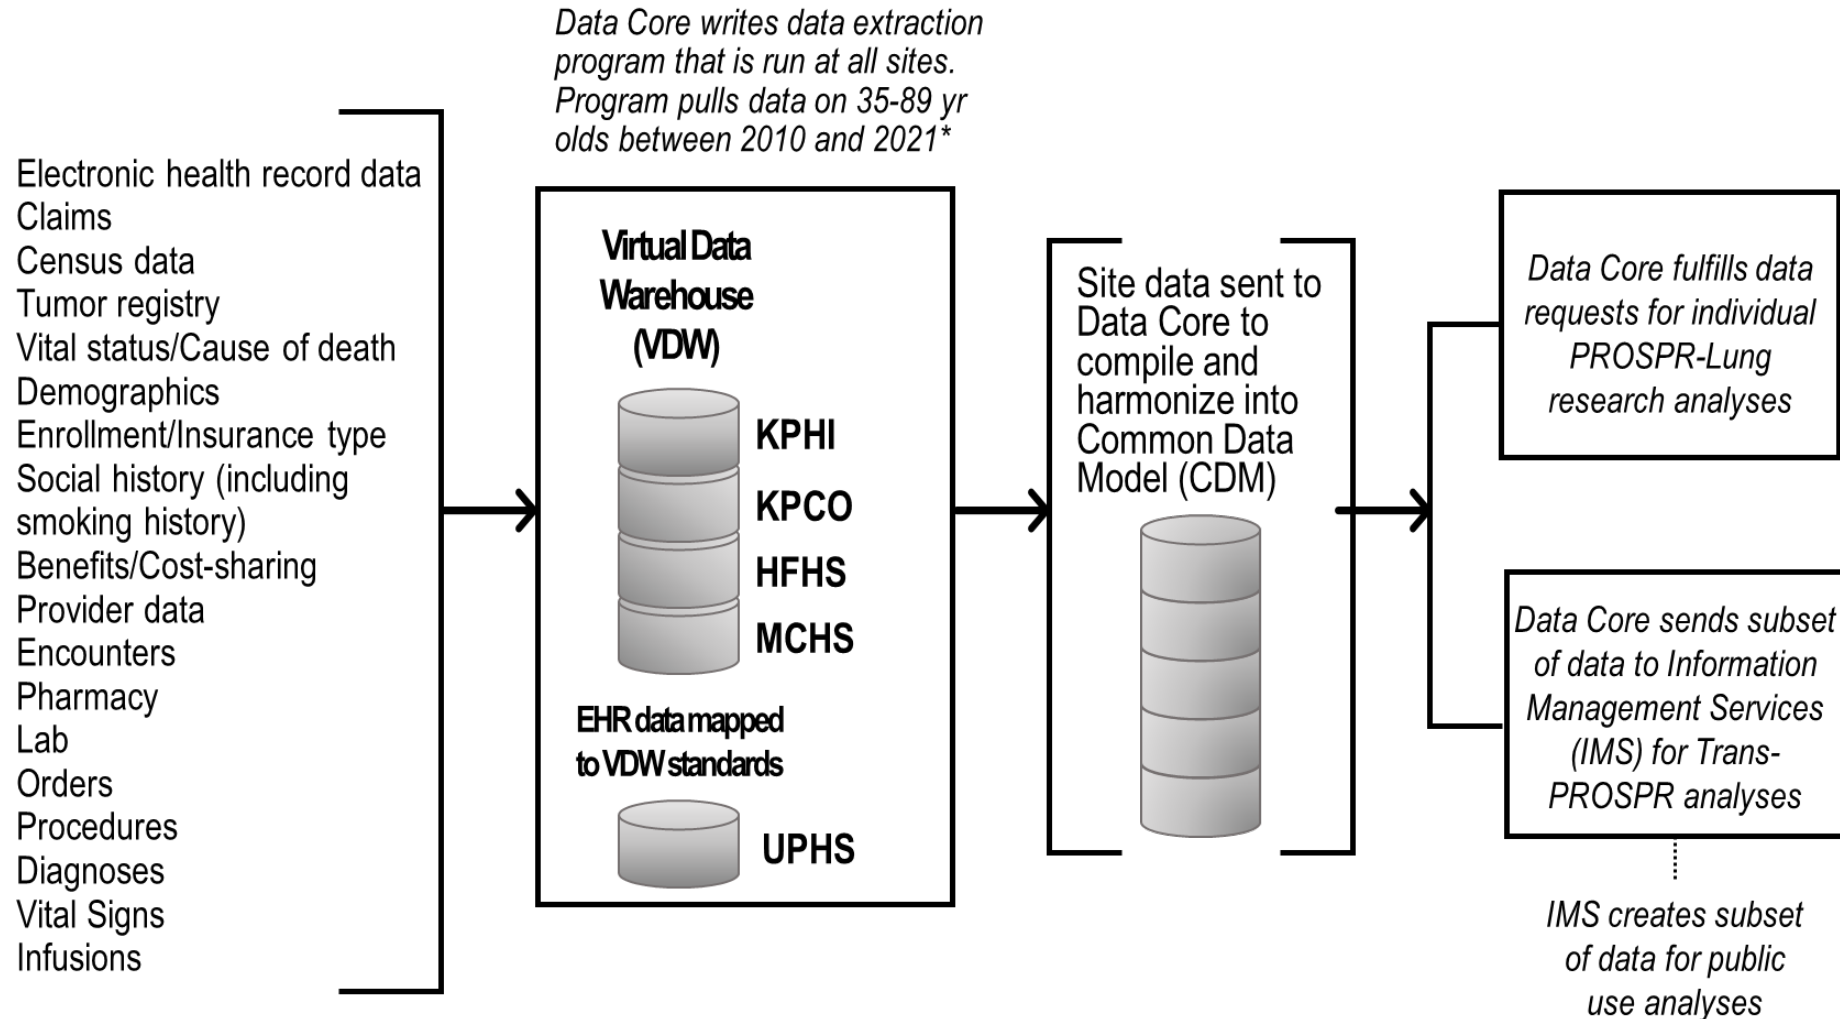 Data Core writes data extraction
program that is run at all sites.
Program pulls data on 35-89 yr
olds between 2010 and 2021*
Electronic health record data
Claims
Census data
Tumor registry
Vital status/Cause of death
Demographics
Enrollment/Insurance type
Social history (including
smoking history)
Benefits/Cost-sharing
Provider data
Encounters
Pharmacy
Lab
Orders
Procedures
Diagnoses
Vital Signs
Infusions
Virtual Data
Warehouse
(VDW)
KPHI
KPCO
HFHS
MCHS
EHR data mapped
to VDW standards
UPHS
Site data sent to
Data Core to
compile and
harmonize into
Common Data
Model (CDM)
Data Core fulfills data
requests for individual
PROSPR-Lung
research analyses
Data Core sends subset
of data to Information
Management Services
(IMS) for Trans-
PROSPR analyses
IMS creates subset
of data for public
use analyses